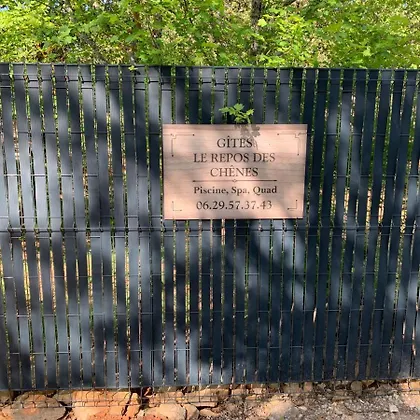 GÎTES
LE REPOS DES
CHÊNES
Piscine, Spa, Quad
06.29.57.37.43